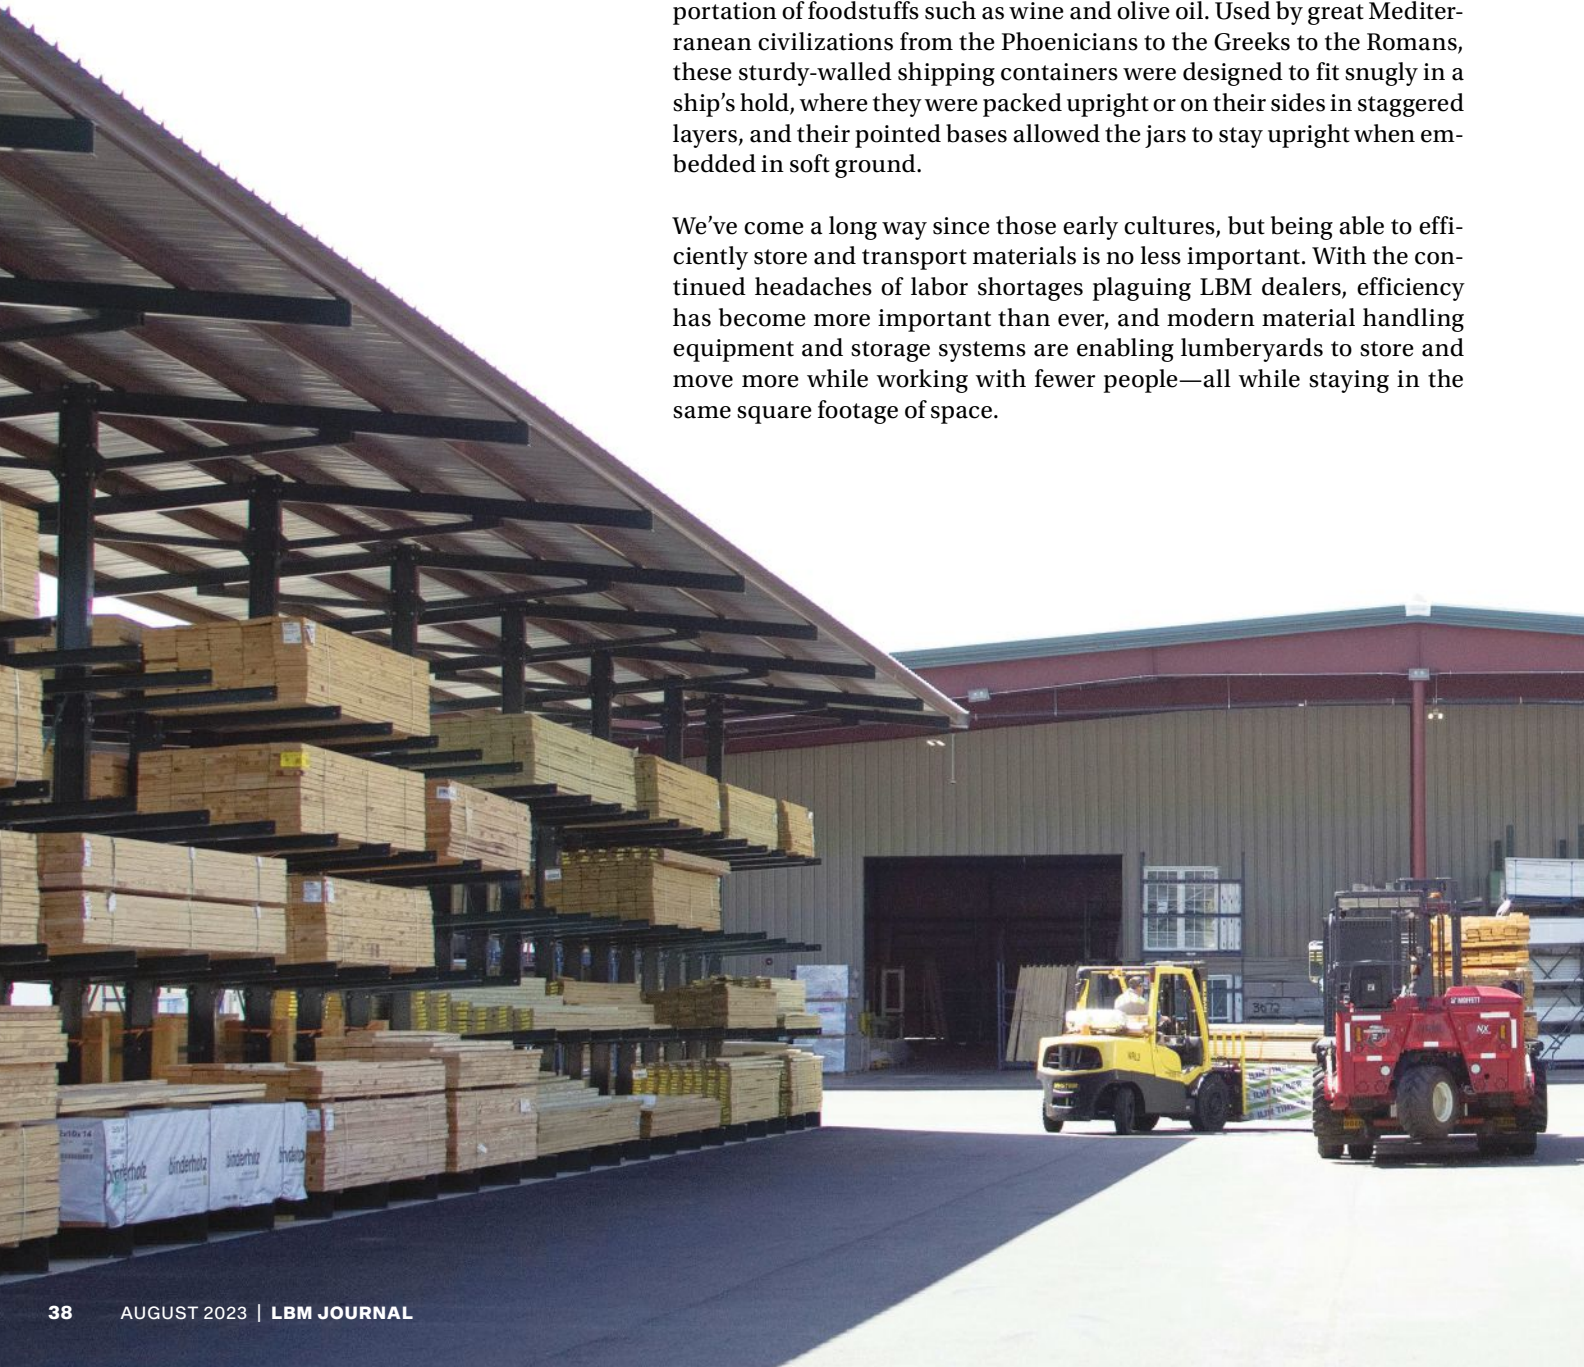 portation of foodstuffs such as wine and olive oil. Used by great Mediter-
ranean civilizations from the Phoenicians to the Greeks to the Romans,
these sturdy-walled shipping containers were designed to fit snugly in a
ship’s hold, where they were packed upright or on their sides in staggered
layers, and their pointed bases allowed the jars to stay upright when em-
bedded in soft ground.
We’ve come a long way since those early cultures, but being able to effi-
ciently store and transport materials is no less important. With the con-
tinued headaches of labor shortages plaguing LBM dealers, efficiency
has become more important than ever, and modern material handling
equipment and storage systems are enabling lumberyards to store and
move more while working with fewer people—all while staying in the
same square footage of space.
MOFFETT
NX
3672
binderholz binderholz binderholz
38 AUGUST 2023 | LBM JOURNAL